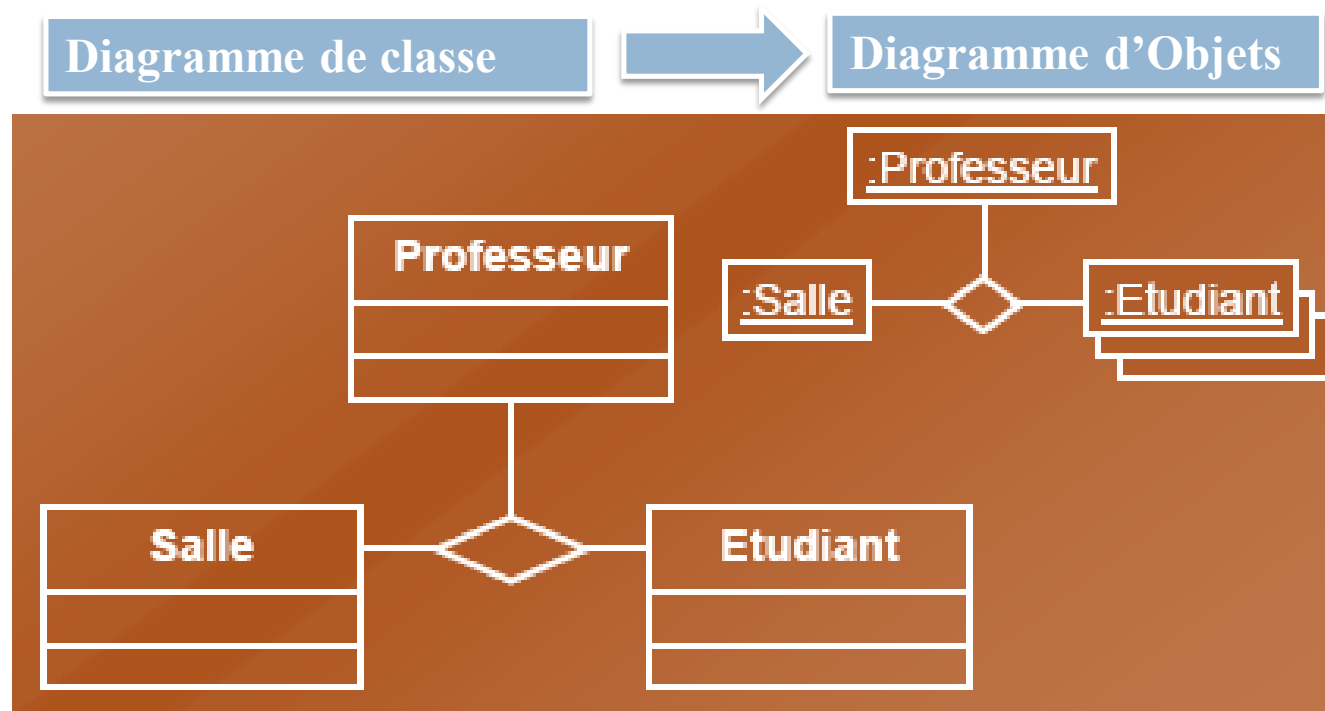 Diagramme de classe
Diagramme d’Objets
:Professeur
Professeur
:Salle
:Etudiant
Salle
Etudiant